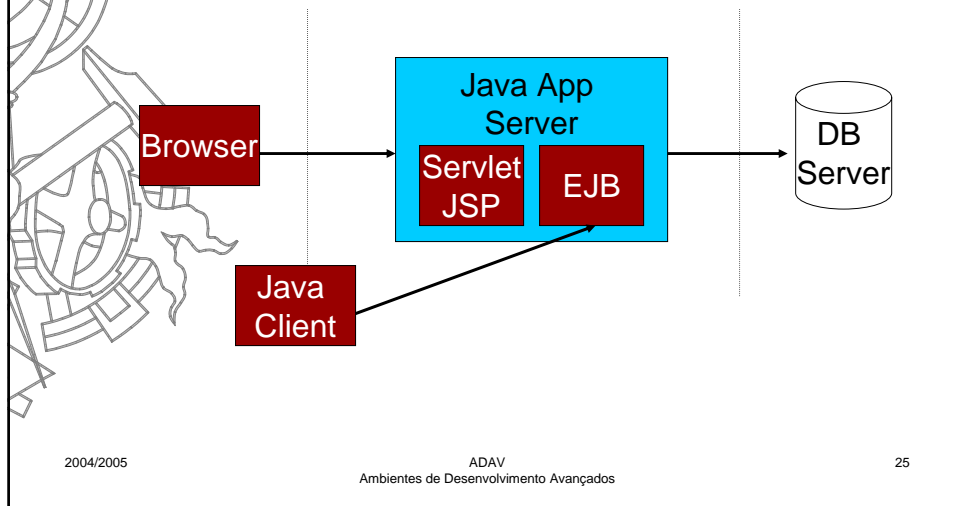 Java App
Server
Browser
Servlet
JSP
EJB
DB
Server
Java
Client
2004/2005
ADAV
Ambientes de Desenvolvimento Avançados
25